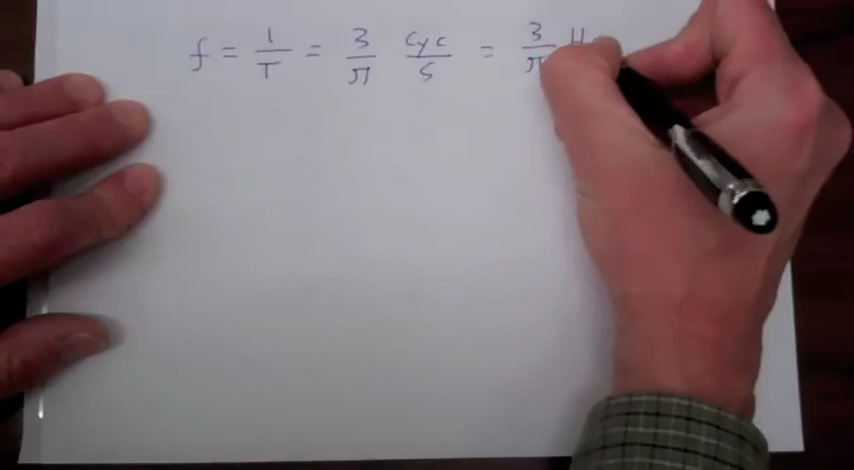 f = 1/T = 3/π cyc/s = 3/π H